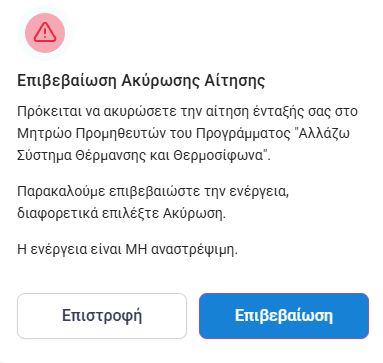 Επιβεβαίωση Ακύρωσης Αίτησης
Πρόκειται να ακυρώσετε την αίτηση ένταξής σας στο
Μητρώο Προμηθευτών του Προγράμματος "Αλλάζω
Σύστημα Θέρμανσης και Θερμοσίφωνα".
Παρακαλούμε επιβεβαιώστε την ενέργεια,
διαφορετικά επιλέξτε Ακύρωση.
Η ενέργεια είναι ΜΗ αναστρέψιμη.
Επιστροφή
Επιβεβαίωση